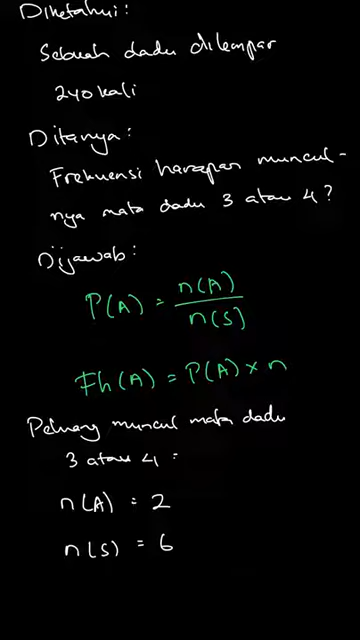 Diketahui:
Sebuah dadu dilempar
240 kali
Ditanya:
Frekuensi harapan muncul-
nya mata dadu 3 atau 4?
Dijawab:
P(A) = n(A)/n(S)
Fh(A) = P(A) × n
Peluang muncul mata dadu
3 atau 4 =
n(A) = 2
n(S) = 6